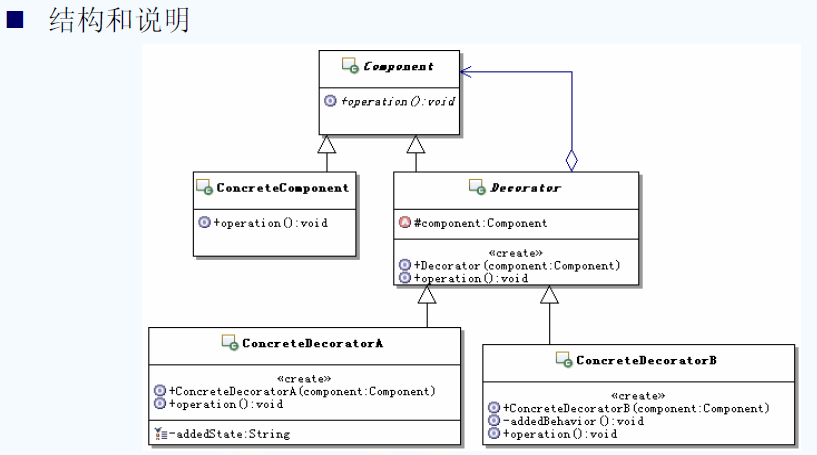 结构和说明
Component
+operation():void
ConcreteComponent
+operation():void
Decorator
#component:Component
«create»
+Decorator(component:Component)
+operation():void
ConcreteDecoratorA
«create»
+ConcreteDecoratorA(component:Component)
+operation():void
-addedState:String
ConcreteDecoratorB
«create»
+ConcreteDecoratorB(component:Component)
-addedBehavior():void
+operation():void